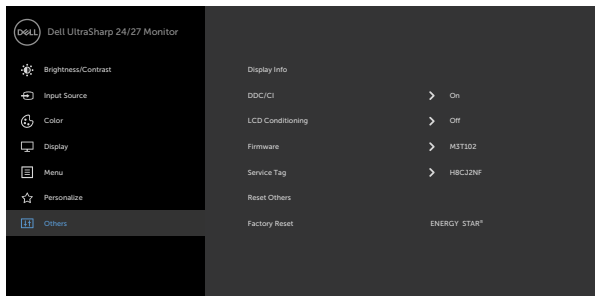 DELL Dell UltraSharp 24/27 Monitor
Brightness/Contrast Display Info
Input Source DDC/CI On
Color LCD Conditioning Off
Display Firmware M3T102
Menu Service Tag H8CJ2NF
Personalize Reset Others
Others Factory Reset ENERGY STAR®